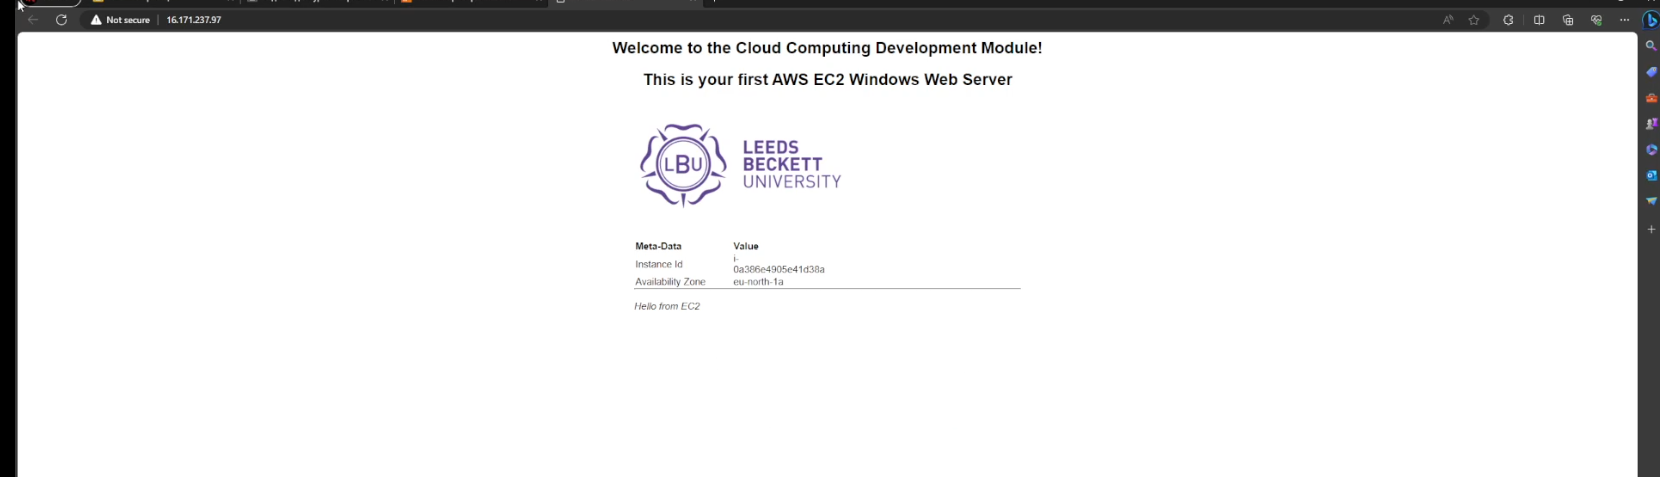 Not secure
16.171.237.97
Welcome to the Cloud Computing Development Module!
This is your first AWS EC2 Windows Web Server
LBU
LEEDS
BECKETT
UNIVERSITY
Meta-Data Value
Instance Id i-
0a386e4905e41d38a
Availability Zone eu-north-1a
Hello from EC2